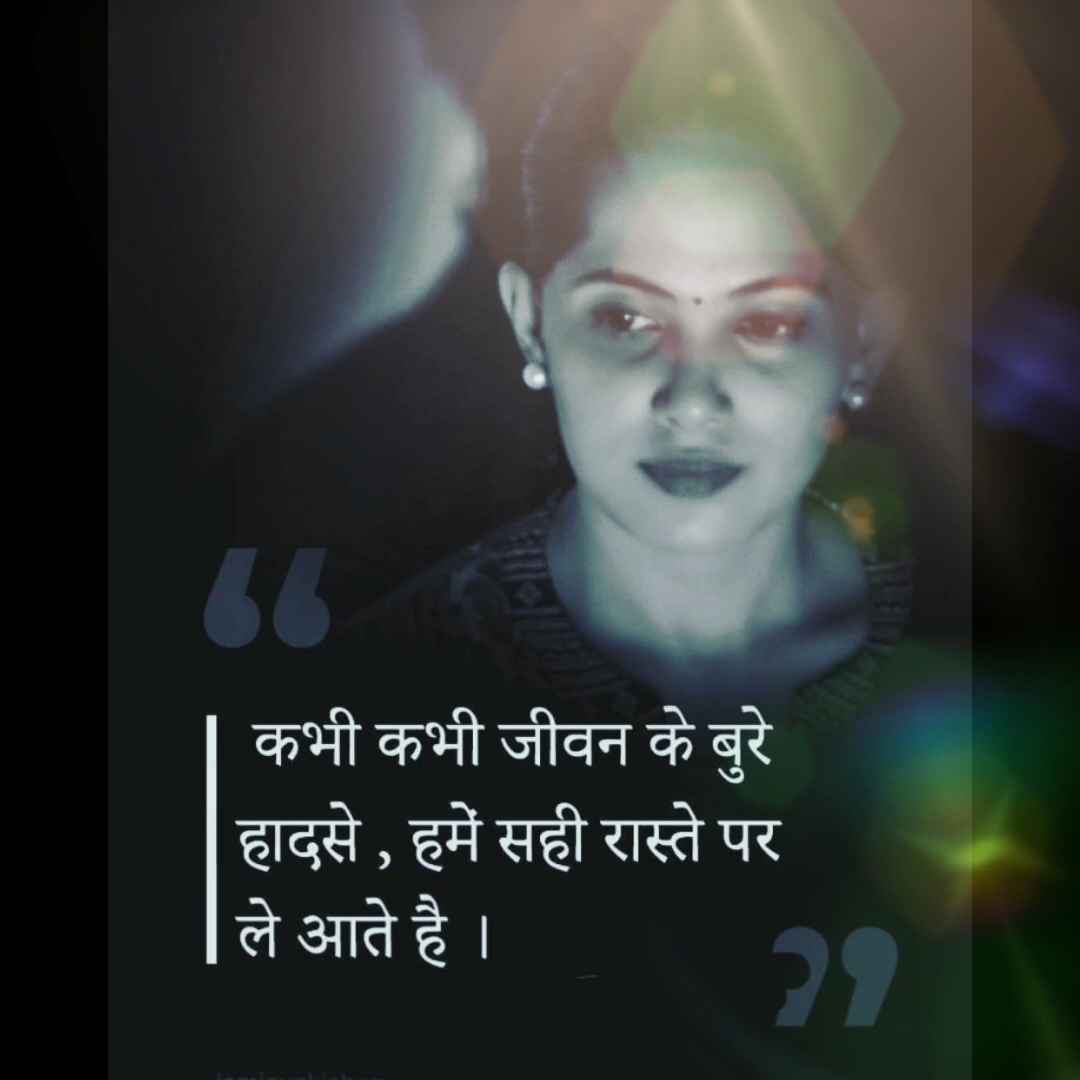 कभी कभी जीवन के बुरे
हादसे , हमें सही रास्ते पर
ले आते है ।